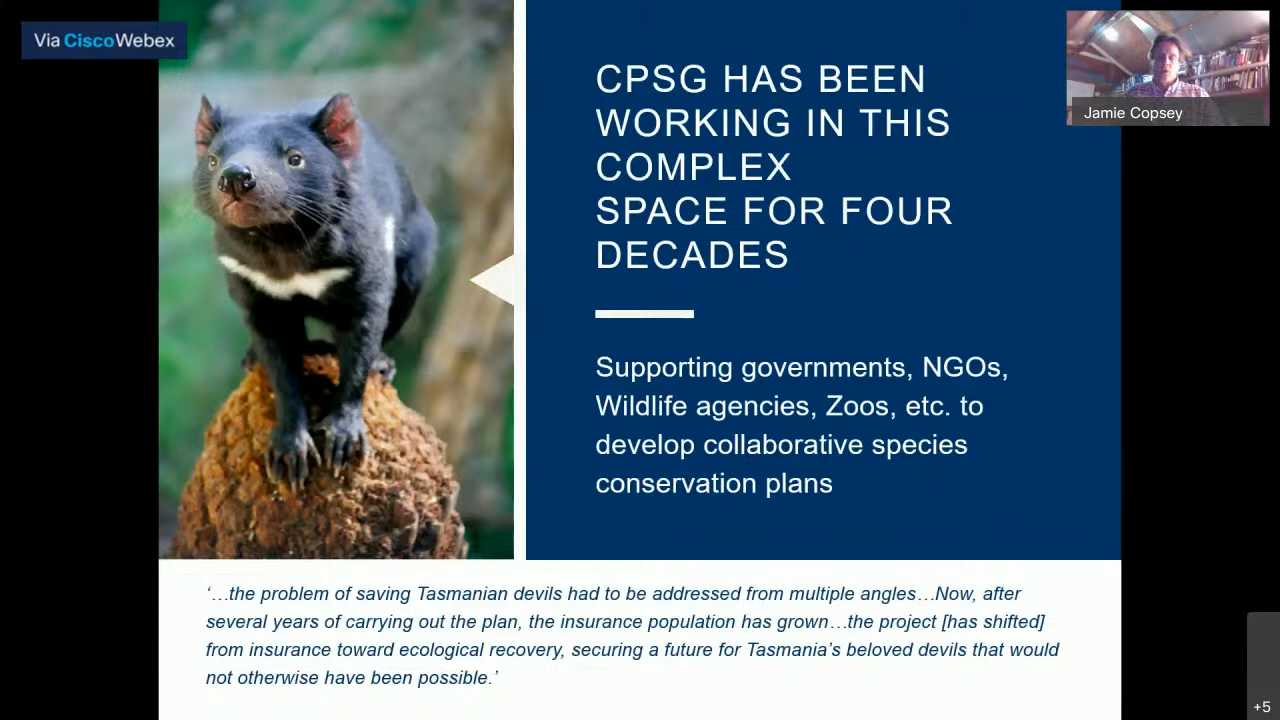 Via CiscoWebex
CPSG HAS BEEN
WORKING IN THIS
COMPLEX
SPACE FOR FOUR
DECADES
Jamie Copsey
Supporting governments, NGOs,
Wildlife agencies, Zoos, etc. to
develop collaborative species
conservation plans
‘…the problem of saving Tasmanian devils had to be addressed from multiple angles…Now, after
several years of carrying out the plan, the insurance population has grown…the project [has shifted]
from insurance toward ecological recovery, securing a future for Tasmania’s beloved devils that would
not otherwise have been possible.’
+5